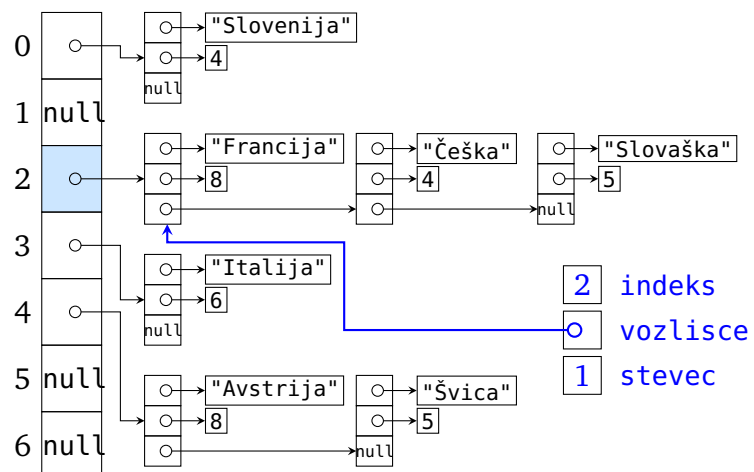 0 "Slovenija"
4
null
1 null
2 "Francija" "Češka" "Slovaška"
8 4 5
null
3 "Italija"
6
null
2 indeks
vozlisce
1 stevec
4
5 null
"Avstrija" "Švica"
8 5
null
6 null